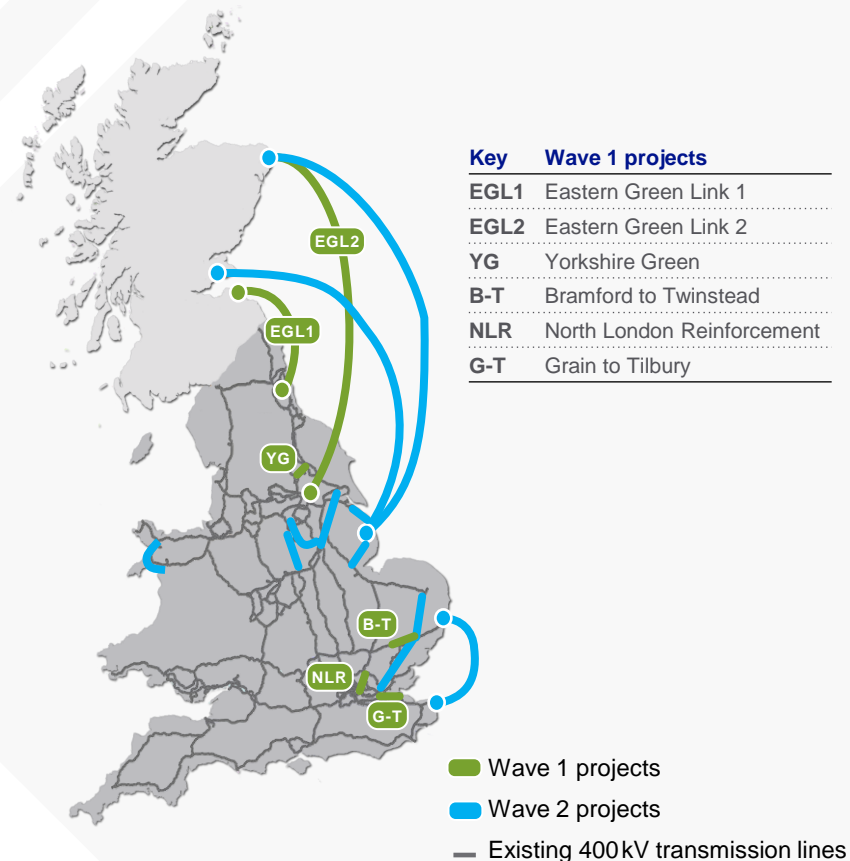 Key Wave 1 projects
EGL1 Eastern Green Link 1
EGL2 Eastern Green Link 2
YG Yorkshire Green
B-T Bramford to Twinstead
NLR North London Reinforcement
G-T Grain to Tilbury
EGL2
EGL1
YG
B-T
NLR
G-T
Wave 1 projects
Wave 2 projects
Existing 400kV transmission lines